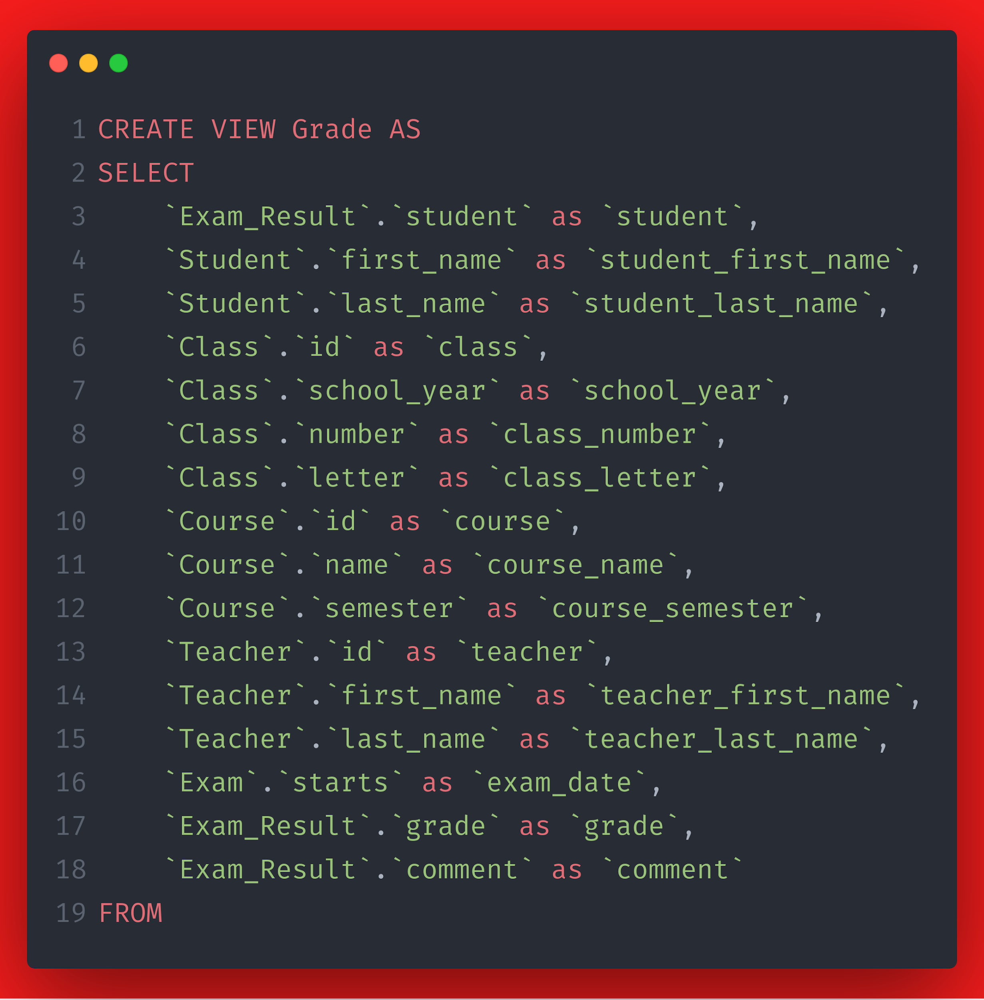 1 CREATE VIEW Grade AS
2 SELECT
3     `Exam_Result`.`student` as `student`,
4     `Student`.`first_name` as `student_first_name`,
5     `Student`.`last_name` as `student_last_name`,
6     `Class`.`id` as `class`,
7     `Class`.`school_year` as `school_year`,
8     `Class`.`number` as `class_number`,
9     `Class`.`letter` as `class_letter`,
10     `Course`.`id` as `course`,
11     `Course`.`name` as `course_name`,
12     `Course`.`semester` as `course_semester`,
13     `Teacher`.`id` as `teacher`,
14     `Teacher`.`first_name` as `teacher_first_name`,
15     `Teacher`.`last_name` as `teacher_last_name`,
16     `Exam`.`starts` as `exam_date`,
17     `Exam_Result`.`grade` as `grade`,
18     `Exam_Result`.`comment` as `comment`
19 FROM